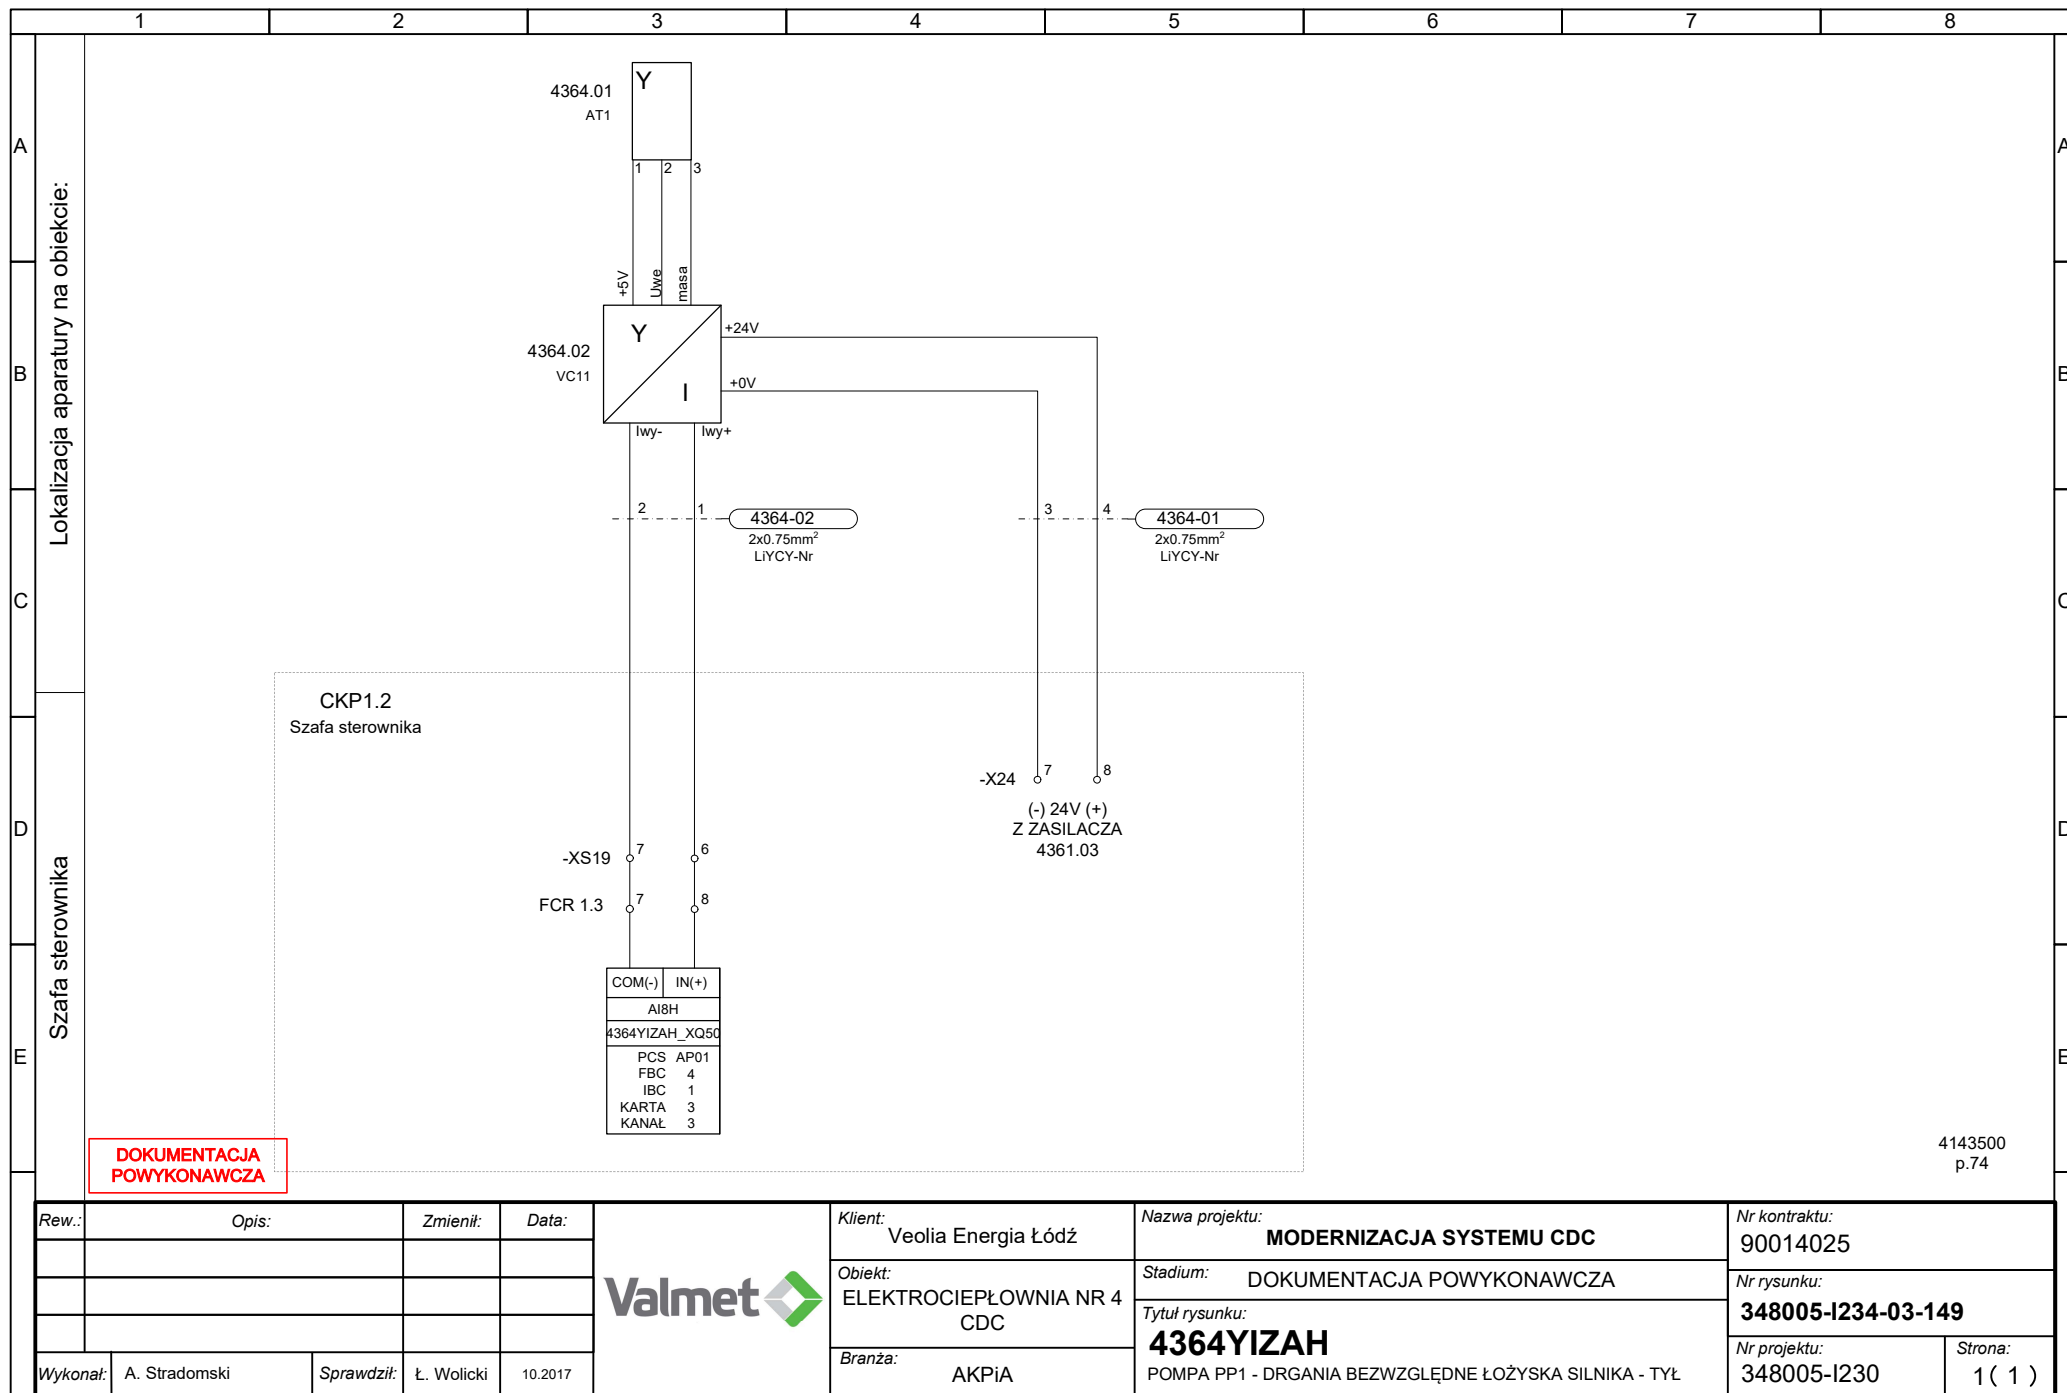 1 2 3 4 5 6 7 8
A
B
C
D
E
A
B
C
D
E
Lokalizacja aparatury na obiekcie:
Szafa sterownika
4364.01
AT1
Y
1 2 3
+5V
Uwe
masa
4364.02
VC11
Y
I
+24V
+0V
Iwy- Iwy+
2 1
4364-02
2x0.75mm²
LiYCY-Nr
3 4
4364-01
2x0.75mm²
LiYCY-Nr
CKP1.2
Szafa sterownika
-X24 7 8
(-) 24V (+)
Z ZASILACZA
4361.03
-XS19 7 6
FCR 1.3 7 8
COM(-) IN(+)
AI8H
4364YIZAH_XQ50
PCS AP01
FBC 4
IBC 1
KARTA 3
KANAŁ 3
DOKUMENTACJA
POWYKONAWCZA
4143500
p.74
Rew.: Opis: Zmienił: Data:
Wykonał: A. Stradomski Sprawdził: Ł. Wolicki 10.2017
Valmet
Klient:
Veolia Energia Łódź
Obiekt:
ELEKTROCIEPŁOWNIA NR 4
CDC
Branża:
AKPiA
Nazwa projektu:
MODERNIZACJA SYSTEMU CDC
Stadium: DOKUMENTACJA POWYKONAWCZA
Tytuł rysunku:
4364YIZAH
POMPA PP1 - DRGANIA BEZWZGLĘDNE ŁOŻYSKA SILNIKA - TYŁ
Nr kontraktu:
90014025
Nr rysunku:
348005-I234-03-149
Nr projektu:
348005-I230
Strona:
1( 1 )